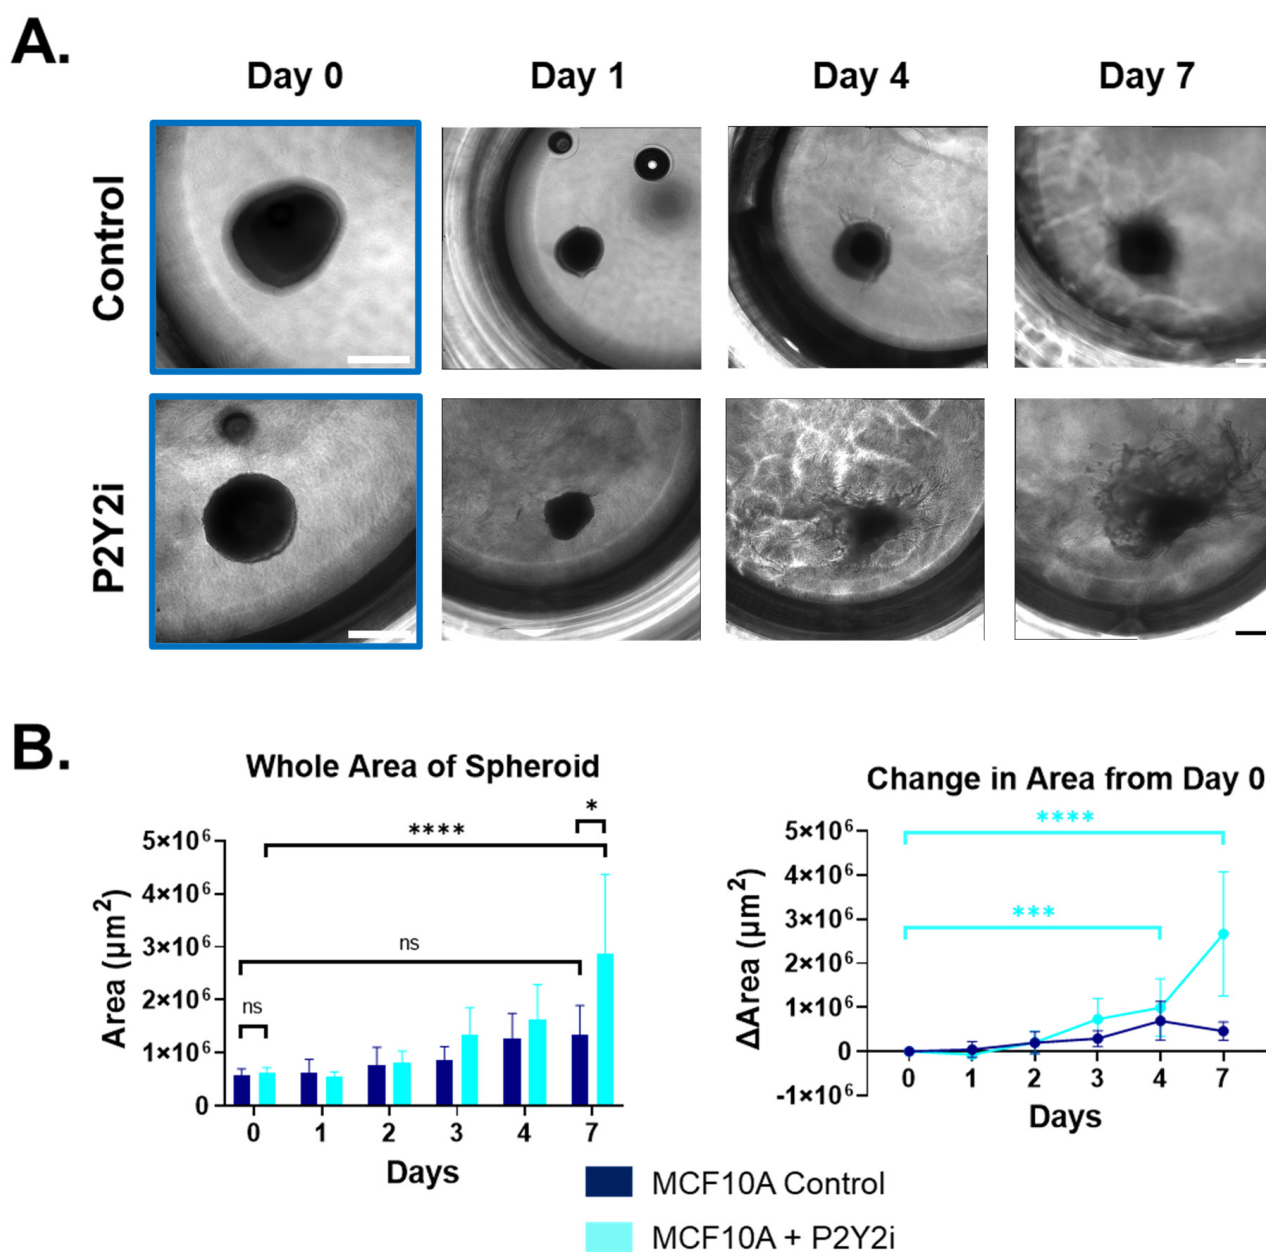 A.
Day 0 Day 1 Day 4 Day 7
Control
P2Y2i
B.
Whole Area of Spheroid
Area (µm²)
5×10⁶
4×10⁶
3×10⁶
2×10⁶
1×10⁶
0
ns
ns
****
*
0 1 2 3 4 7
Days
Change in Area from Day 0
ΔArea (µm²)
5×10⁶
4×10⁶
3×10⁶
2×10⁶
1×10⁶
0
-1×10⁶
****
***
0 1 2 3 4 7
Days
MCF10A Control
MCF10A + P2Y2i